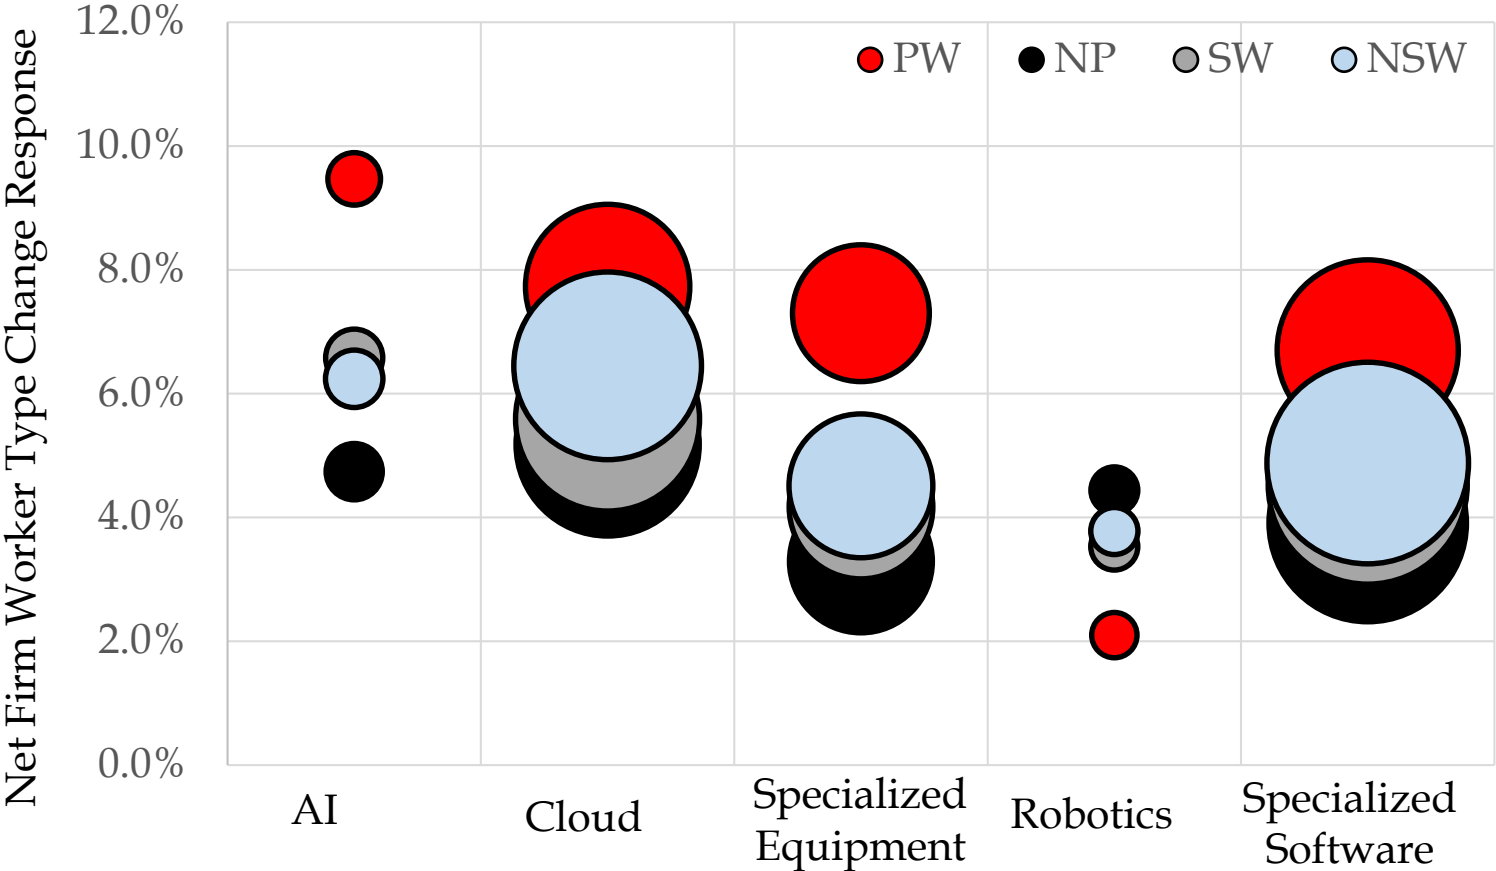 Net Firm Worker Type Change Response
12.0%
10.0%
8.0%
6.0%
4.0%
2.0%
0.0%
PW NP SW NSW
AI
Cloud
Specialized
Equipment
Robotics
Specialized
Software